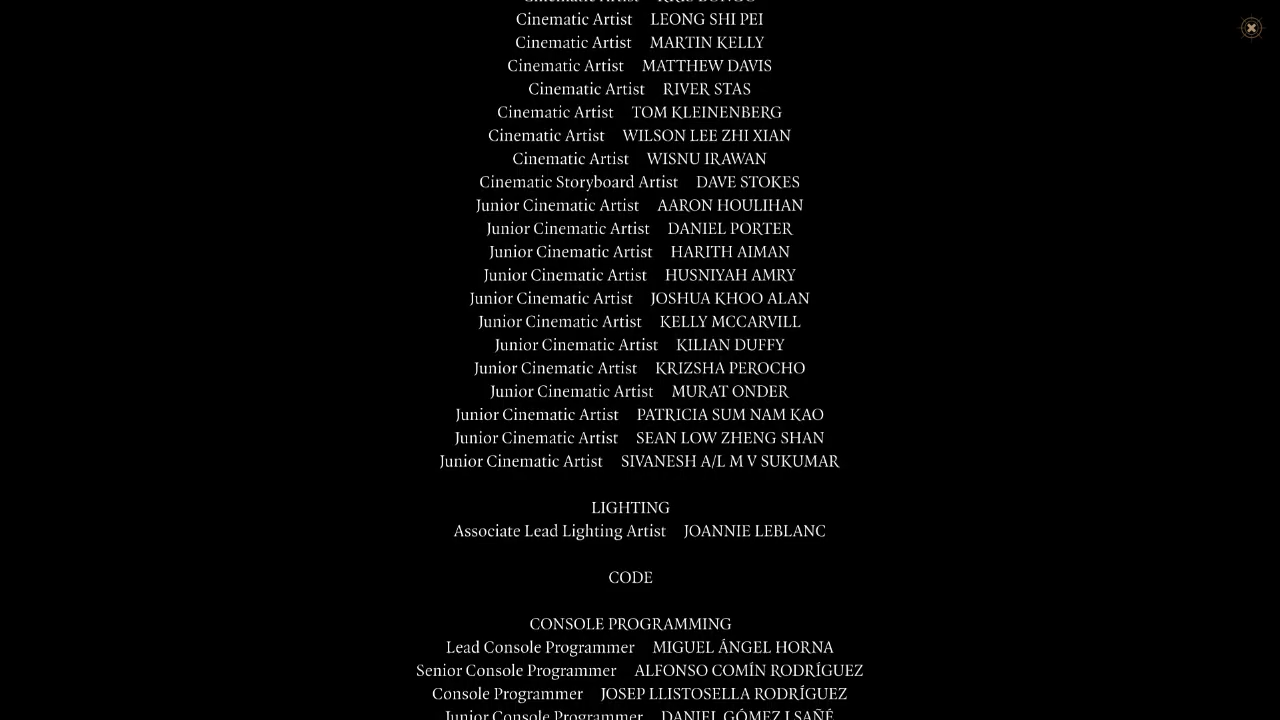 Cinematic Artist LEONG SHI PEI
Cinematic Artist MARTIN KELLY
Cinematic Artist MATTHEW DAVIS
Cinematic Artist RIVER STAS
Cinematic Artist TOM KLEINENBERG
Cinematic Artist WILSON LEE ZHI XIAN
Cinematic Artist WISNU IRAWAN
Cinematic Storyboard Artist DAVE STOKES
Junior Cinematic Artist AARON HOULIHAN
Junior Cinematic Artist DANIEL PORTER
Junior Cinematic Artist HARITH AIMAN
Junior Cinematic Artist HUSNIYAH AMRY
Junior Cinematic Artist JOSHUA KHOO ALAN
Junior Cinematic Artist KELLY MCCARVILL
Junior Cinematic Artist KILIAN DUFFY
Junior Cinematic Artist KRIZSHA PEROCHO
Junior Cinematic Artist MURAT ONDER
Junior Cinematic Artist PATRICIA SUM NAM KAO
Junior Cinematic Artist SEAN LOW ZHENG SHAN
Junior Cinematic Artist SIVANESH A/L M V SUKUMAR
LIGHTING
Associate Lead Lighting Artist JOANNIE LEBLANC
CODE
CONSOLE PROGRAMMING
Lead Console Programmer MIGUEL ÁNGEL HORNA
Senior Console Programmer ALFONSO COMÍN RODRÍGUEZ
Console Programmer JOSEP LLISTOSELLA RODRÍGUEZ
Junior Console Programmer DANIEL GÓMEZ I SAÑÉ